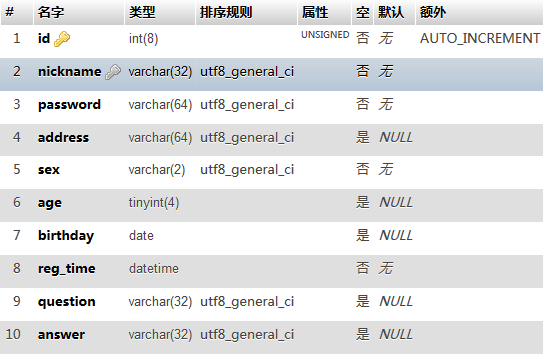 # 名字 类型 排序规则 属性 空 默认 额外
1 id int(8) UNSIGNED 否 无 AUTO_INCREMENT
2 nickname varchar(32) utf8_general_ci 否 无
3 password varchar(64) utf8_general_ci 否 无
4 address varchar(64) utf8_general_ci 是 NULL
5 sex varchar(2) utf8_general_ci 否 无
6 age tinyint(4) 是 NULL
7 birthday date 是 NULL
8 reg_time datetime 否 无
9 question varchar(32) utf8_general_ci 是 NULL
10 answer varchar(32) utf8_general_ci 是 NULL